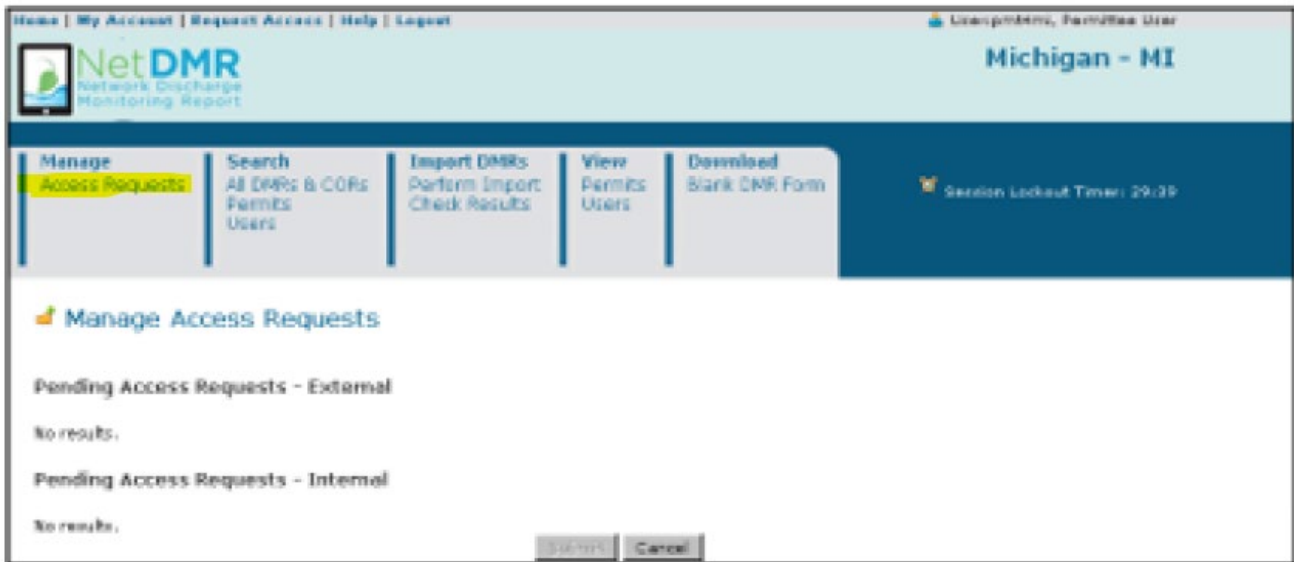 Home | My Account | Request Access | Help | Logout
Permittee User
NetDMR
Network Discharge
Monitoring Report
Michigan - MI
Manage
Access Requests
Search
All DMRs & CORs
Permits
Users
Import DMRs
Perform Import
Check Results
View
Permits
Users
Download
Blank DMR Form
Session Lockout Timer: 29:39
Manage Access Requests
Pending Access Requests - External
No results.
Pending Access Requests - Internal
No results.
Submit Cancel